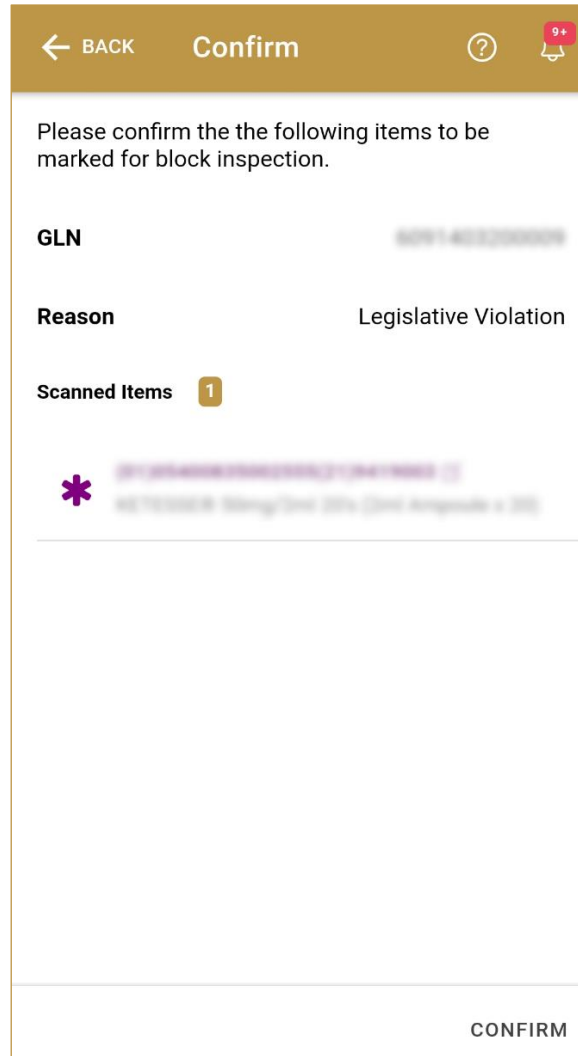 BACK Confirm 9+
Please confirm the the following items to be
marked for block inspection.
GLN
Reason Legislative Violation
Scanned Items 1
CONFIRM